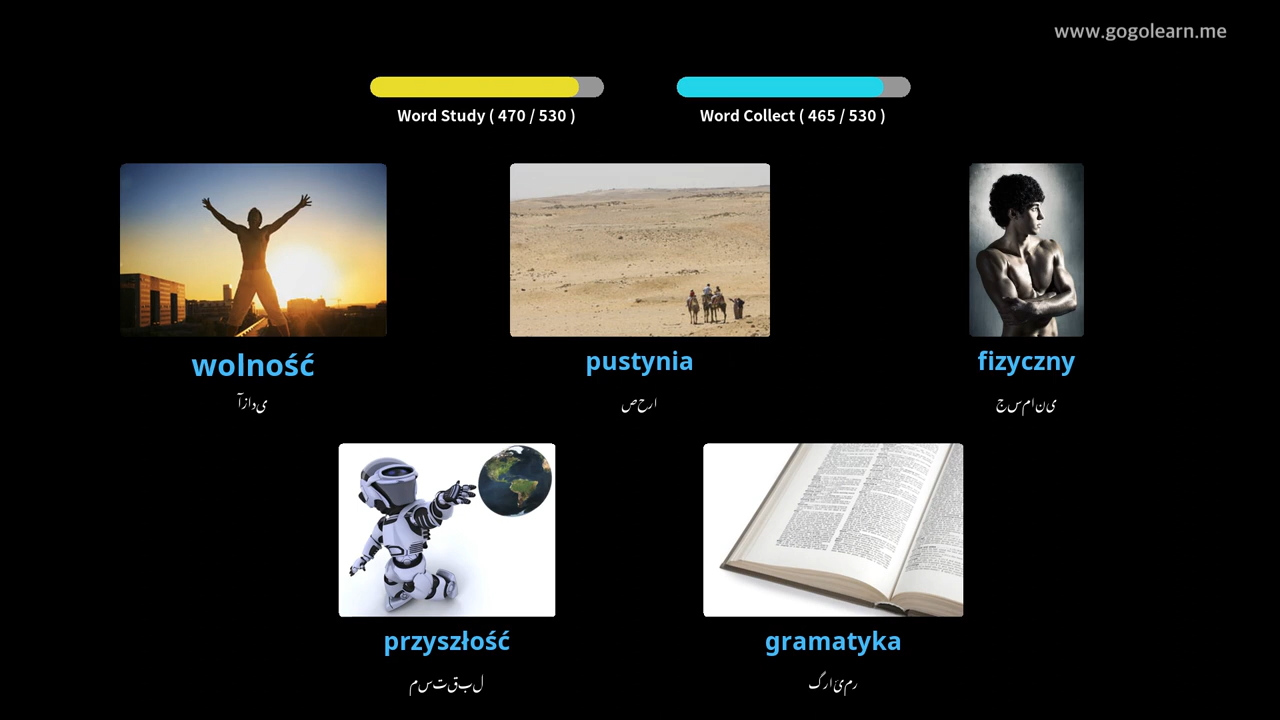 www.gogolearn.me
Word Study ( 470 / 530 )
Word Collect ( 465 / 530 )
wolność
pustynia
fizyczny
آزادی
صحرا
جسمانی
przyszłość
gramatyka
مستقبل
گرائمر